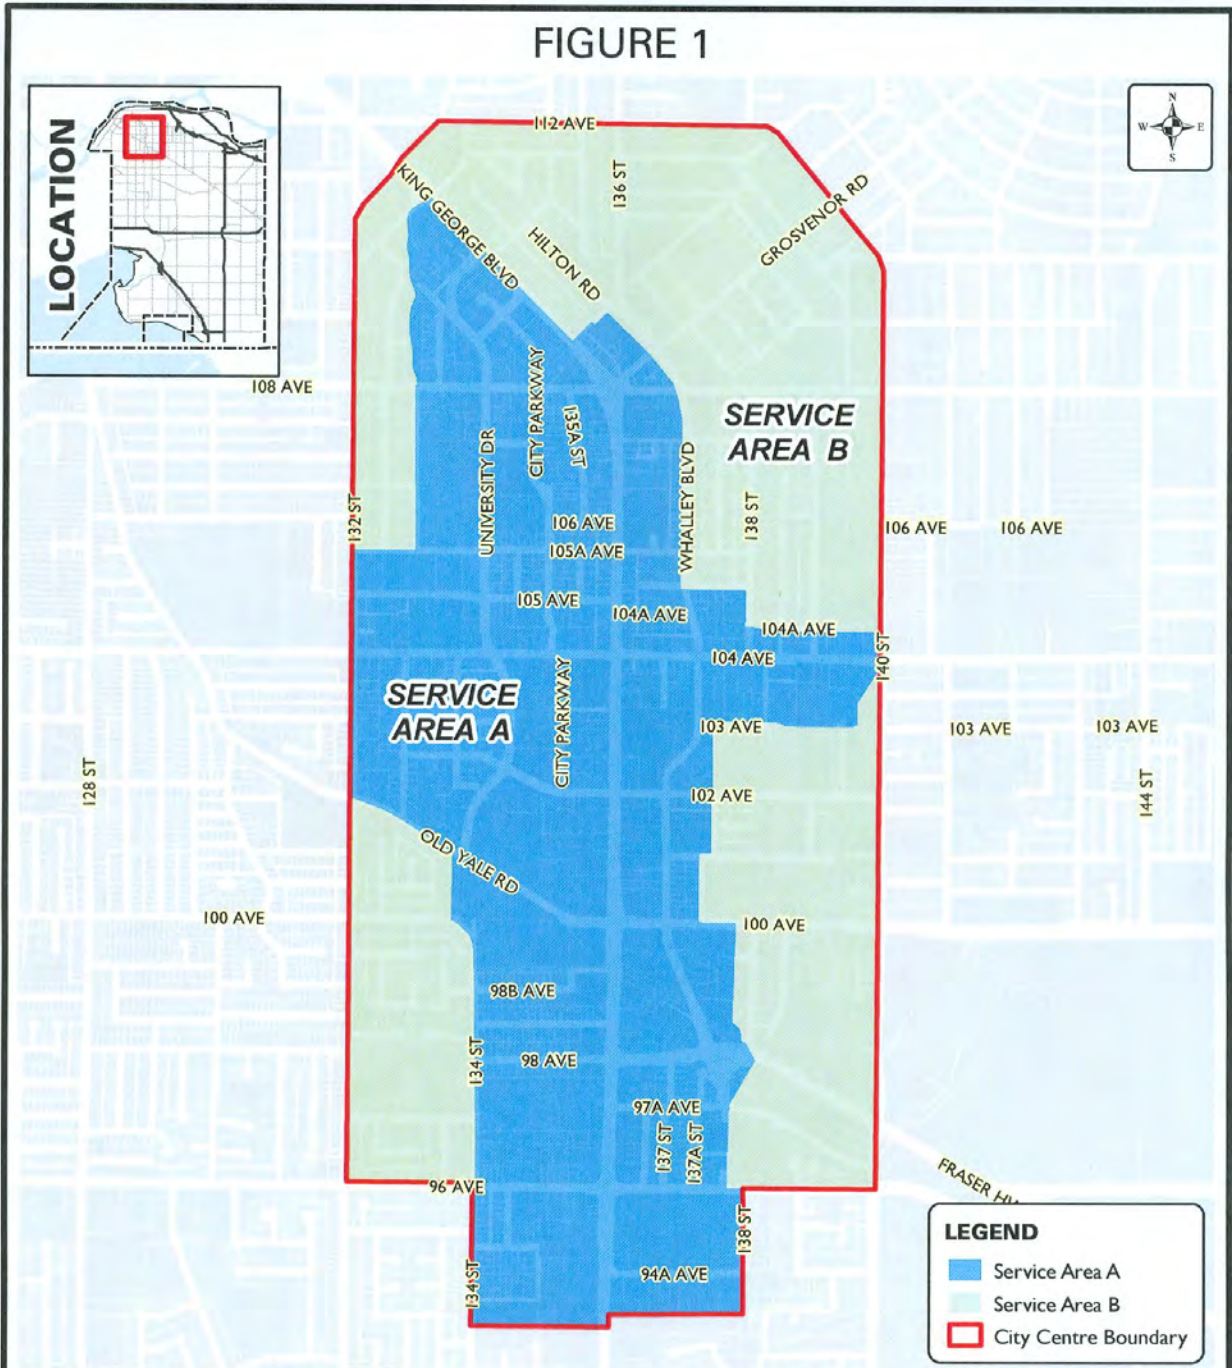 FIGURE 1
LOCATION
N
W E
S
112 AVE
KING GEORGE BLVD
136 ST
HILTON RD
GROSVENOR RD
108 AVE
CITY PARKWAY
135A ST
UNIVERSITY DR
SERVICE
AREA B
WHALLEY BLVD
138 ST
132 ST
106 AVE
106 AVE
106 AVE
105A AVE
105 AVE
104A AVE
104A AVE
104 AVE
140 ST
SERVICE
AREA A
CITY PARKWAY
103 AVE
103 AVE
103 AVE
128 ST
102 AVE
144 ST
OLD YALE RD
100 AVE
100 AVE
98B AVE
134 ST
98 AVE
97A AVE
137 ST
137A ST
96 AVE
FRASER
138 ST
134 ST
94A AVE
LEGEND
Service Area A
Service Area B
City Centre Boundary